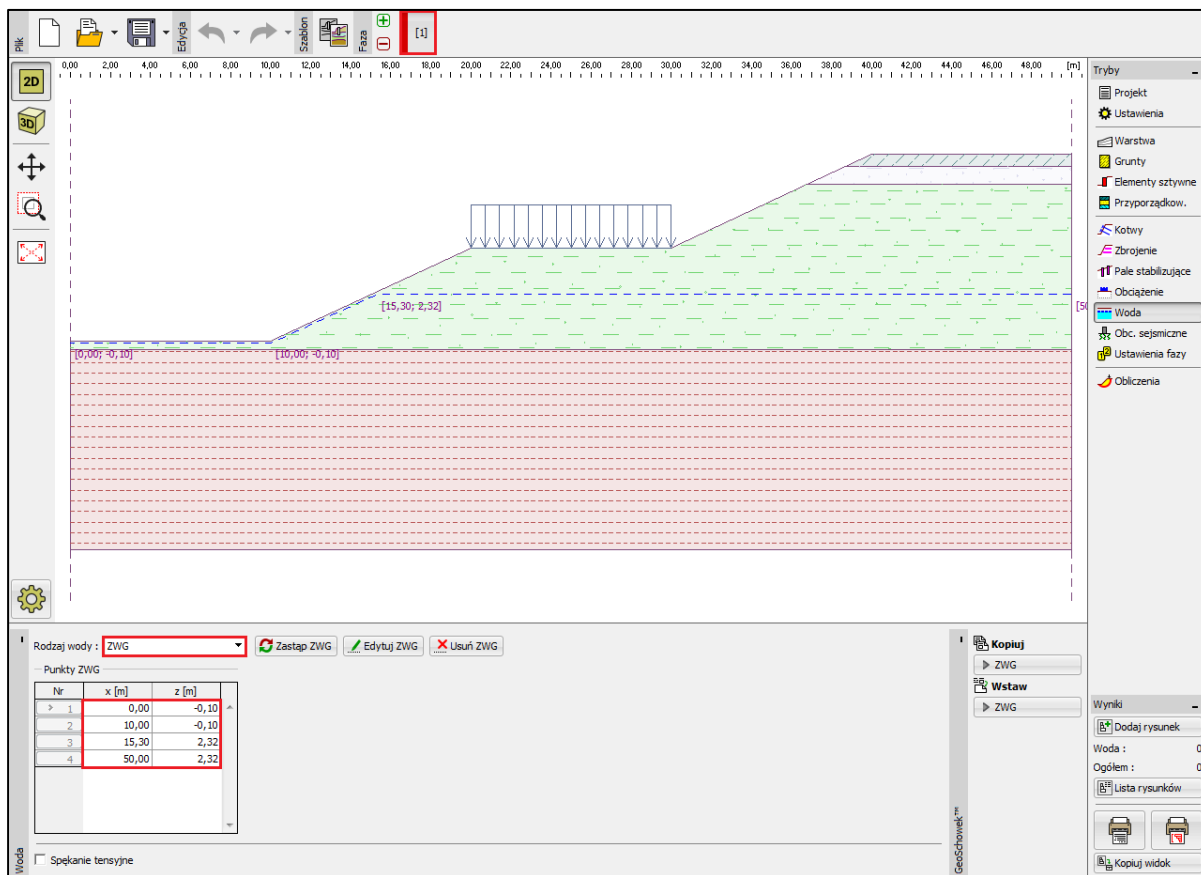 Plik
Edycja
Szablon
Faza
[1]
0,00 2,00 4,00 6,00 8,00 10,00 12,00 14,00 16,00 18,00 20,00 22,00 24,00 26,00 28,00 30,00 32,00 34,00 36,00 38,00 40,00 42,00 44,00 46,00 48,00 [m]
2D
3D
[15,30; 2,32]
[50
[0,00; -0,10]
[10,00; -0,10]
Tryby
Projekt
Ustawienia
Warstwa
Grunty
Elementy sztywne
Przyporządkow.
Kotwy
Zbrojenie
Pale stabilizujące
Obciążenie
Woda
Obc. sejsmiczne
Ustawienia fazy
Obliczenia
Rodzaj wody : ZWG
Zastąp ZWG
Edytuj ZWG
Usuń ZWG
Punkty ZWG
Nr x [m] z [m]
> 1 0,00 -0,10
2 10,00 -0,10
3 15,30 2,32
4 50,00 2,32
Spękanie tensyjne
Woda
GeoSchowek™
Kopiuj
ZWG
Wstaw
ZWG
Wyniki
Dodaj rysunek
Woda : 0
Ogółem : 0
Lista rysunków
Kopiuj widok